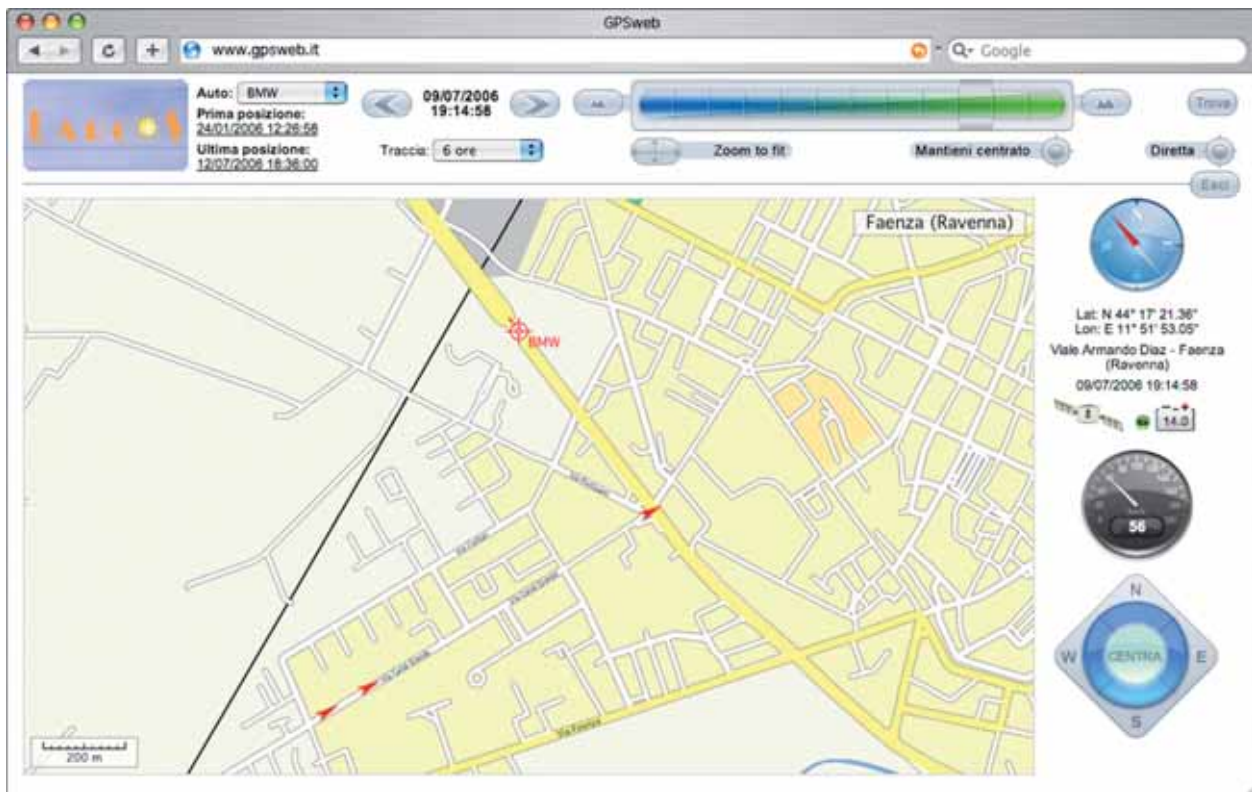 GPSweb
www.gpsweb.it
Google
Auto: BMW
Prima posizione:
24/01/2006 12:26:58
Ultima posizione:
12/07/2006 18:36:00
09/07/2006
19:14:58
Traccia: 6 ore
Zoom to fit
Mantieni centrato
Trova
Diretta
Esci
Faenza (Ravenna)
BMW
Via Firenze
200 m
N
Lat: N 44° 17' 21.36"
Lon: E 11° 51' 53.05"
Viale Armando Diaz - Faenza
(Ravenna)
09/07/2006 19:14:58
14.0
56
N
W
CENTRA
E
S